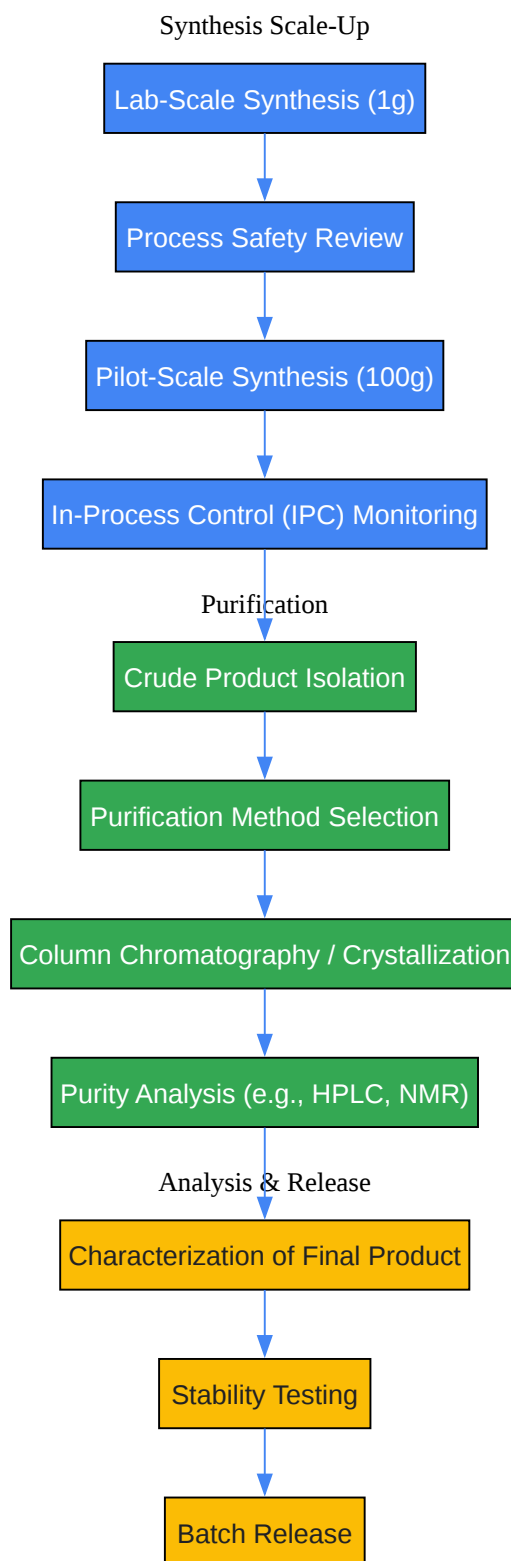 Synthesis Scale-Up
Lab-Scale Synthesis (1g)
Process Safety Review
Pilot-Scale Synthesis (100g)
In-Process Control (IPC) Monitoring
Purification
Crude Product Isolation
Purification Method Selection
Column Chromatography / Crystallization
Purity Analysis (e.g., HPLC, NMR)
Analysis & Release
Characterization of Final Product
Stability Testing
Batch Release